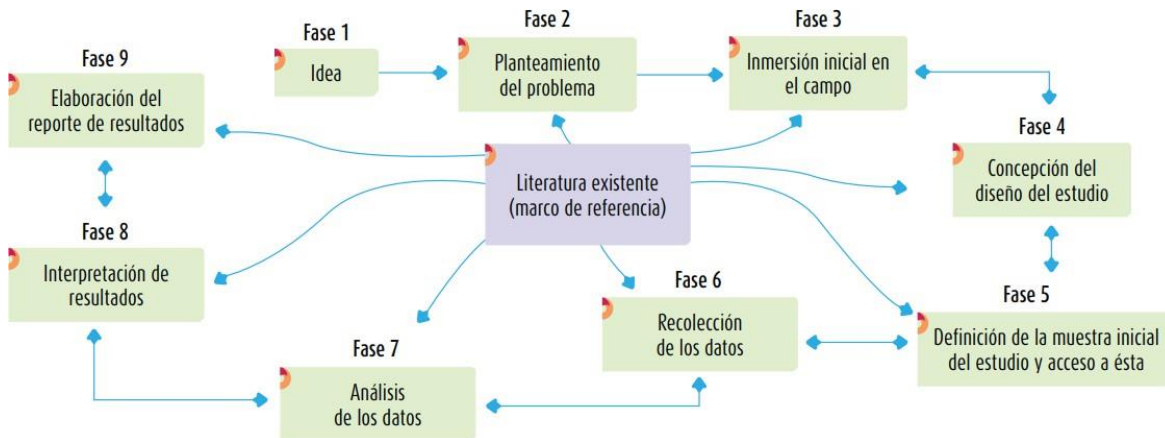 Fase 1
Idea
Fase 2
Planteamiento
del problema
Fase 3
Inmersión inicial en
el campo
Fase 4
Concepción del
diseño del estudio
Fase 5
Definición de la muestra inicial
del estudio y acceso a ésta
Fase 6
Recolección
de los datos
Fase 7
Análisis
de los datos
Fase 8
Interpretación de
resultados
Fase 9
Elaboración del
reporte de resultados
Literatura existente
(marco de referencia)